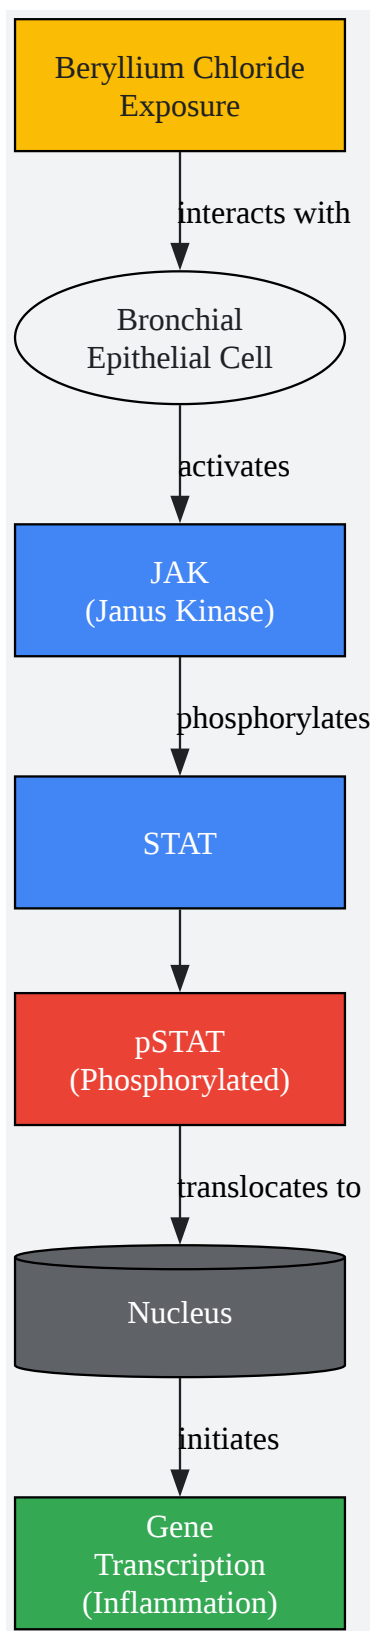 Beryllium Chloride
Exposure
interacts with
Bronchial
Epithelial Cell
activates
JAK
(Janus Kinase)
phosphorylates
STAT
pSTAT
(Phosphorylated)
translocates to
Nucleus
initiates
Gene
Transcription
(Inflammation)